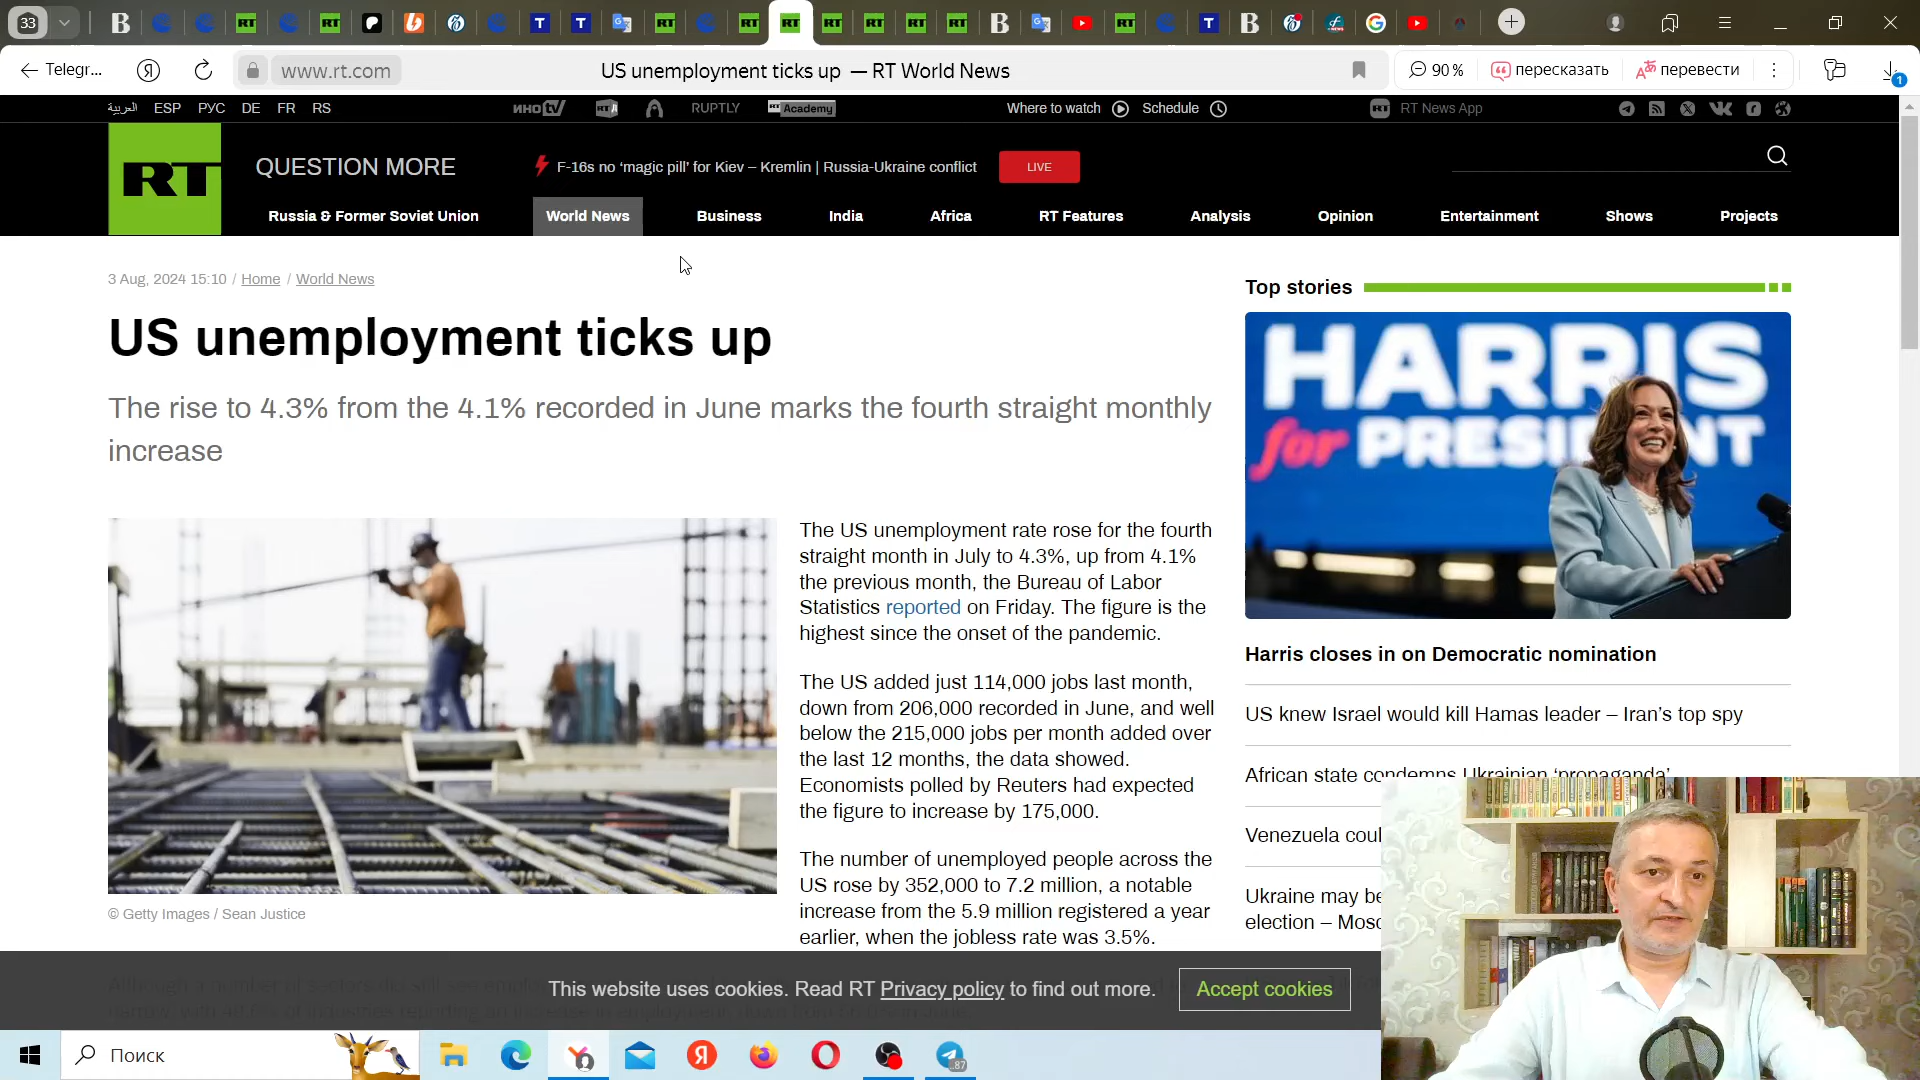 33
Telegr...
www.rt.com
US unemployment ticks up — RT World News
90 %
пересказать
перевести
1
العربية ESP РУС DE FR RS
ИНОTV
RUPTLY
RT Academy
Where to watch
Schedule
RT News App
RT
QUESTION MORE
F-16s no ‘magic pill’ for Kiev – Kremlin | Russia-Ukraine conflict
LIVE
Russia & Former Soviet Union
World News
Business
India
Africa
RT Features
Analysis
Opinion
Entertainment
Shows
Projects
3 Aug, 2024 15:10 / Home / World News
US unemployment ticks up
The rise to 4.3% from the 4.1% recorded in June marks the fourth straight monthly
increase
© Getty Images / Sean Justice
The US unemployment rate rose for the fourth
straight month in July to 4.3%, up from 4.1%
the previous month, the Bureau of Labor
Statistics reported on Friday. The figure is the
highest since the onset of the pandemic.
The US added just 114,000 jobs last month,
down from 206,000 recorded in June, and well
below the 215,000 jobs per month added over
the last 12 months, the data showed.
Economists polled by Reuters had expected
the figure to increase by 175,000.
The number of unemployed people across the
US rose by 352,000 to 7.2 million, a notable
increase from the 5.9 million registered a year
earlier, when the jobless rate was 3.5%.
Top stories
HARRIS
for PRESIDENT
Harris closes in on Democratic nomination
US knew Israel would kill Hamas leader – Iran’s top spy
African state condemns Ukrainian ‘propaganda’
Venezuela coul
Ukraine may be
election – Mosc
This website uses cookies. Read RT Privacy policy to find out more.
Accept cookies
Поиск
87